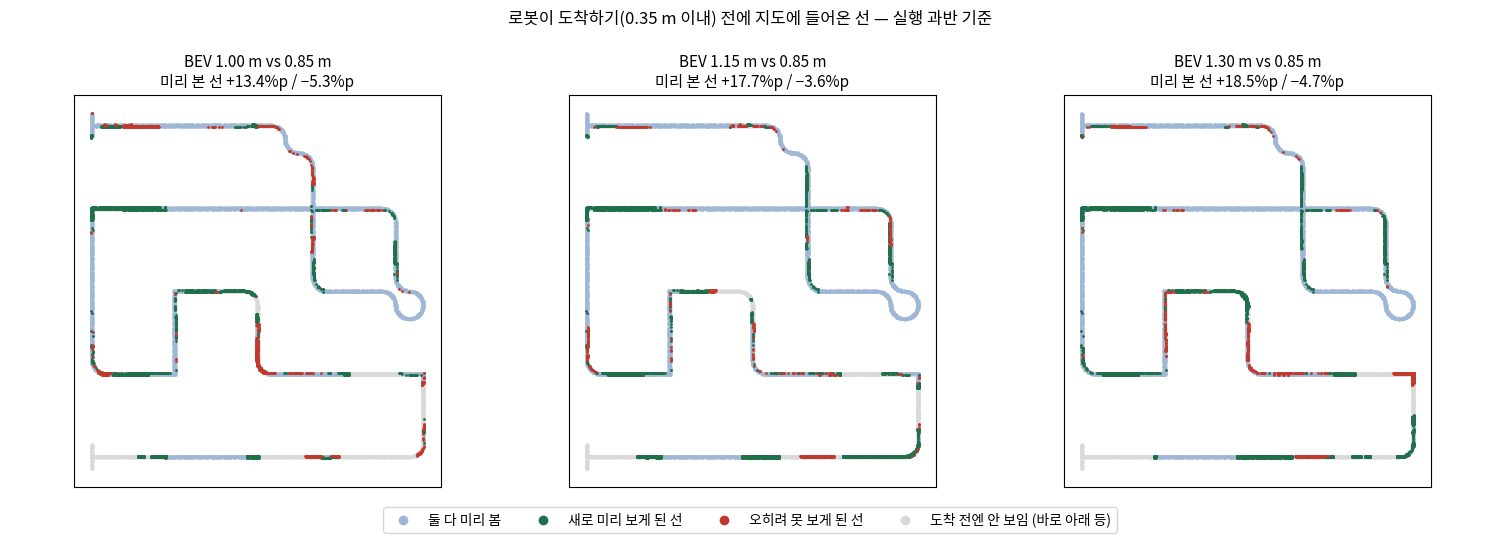 로봇이 도착하기(0.35 m 이내) 전에 지도에 들어온 선 — 실행 과반 기준
BEV 1.00 m vs 0.85 m
미리 본 선 +13.4%p / −5.3%p
BEV 1.15 m vs 0.85 m
미리 본 선 +17.7%p / −3.6%p
BEV 1.30 m vs 0.85 m
미리 본 선 +18.5%p / −4.7%p
둘 다 미리 봄
새로 미리 보게 된 선
오히려 못 보게 된 선
도착 전엔 안 보임 (바로 아래 등)